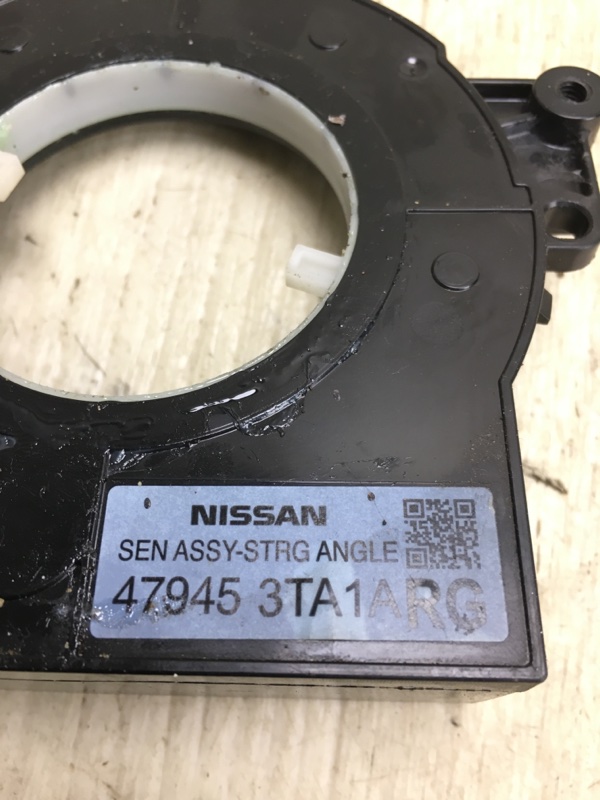 NISSAN
SEN ASSY-STRG ANGLE
47945 3TA1ARG